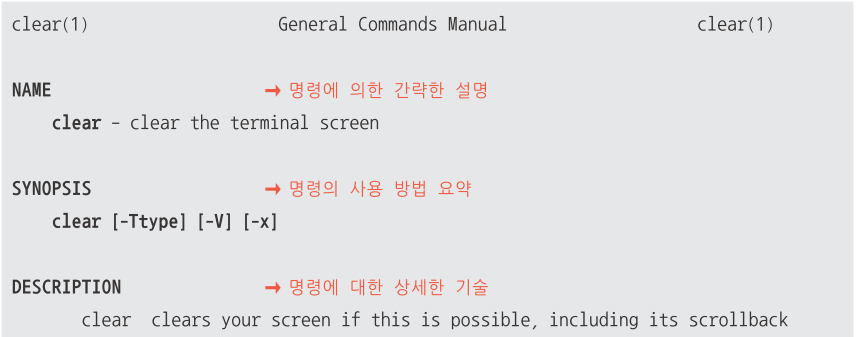 clear(1) General Commands Manual clear(1)
NAME → 명령에 의한 간략한 설명
clear – clear the terminal screen
SYNOPSIS → 명령의 사용 방법 요약
clear [-Ttype] [-V] [-x]
DESCRIPTION → 명령에 대한 상세한 기술
clear clears your screen if this is possible, including its scrollback